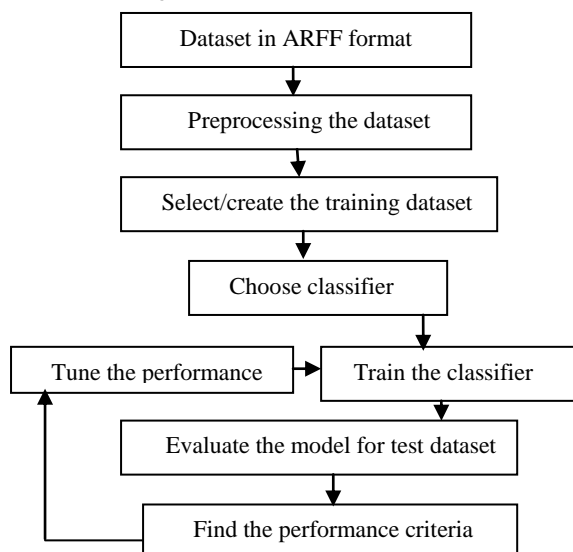 Dataset in ARFF format
Preprocessing the dataset
Select/create the training dataset
Choose classifier
Tune the performance
Train the classifier
Evaluate the model for test dataset
Find the performance criteria